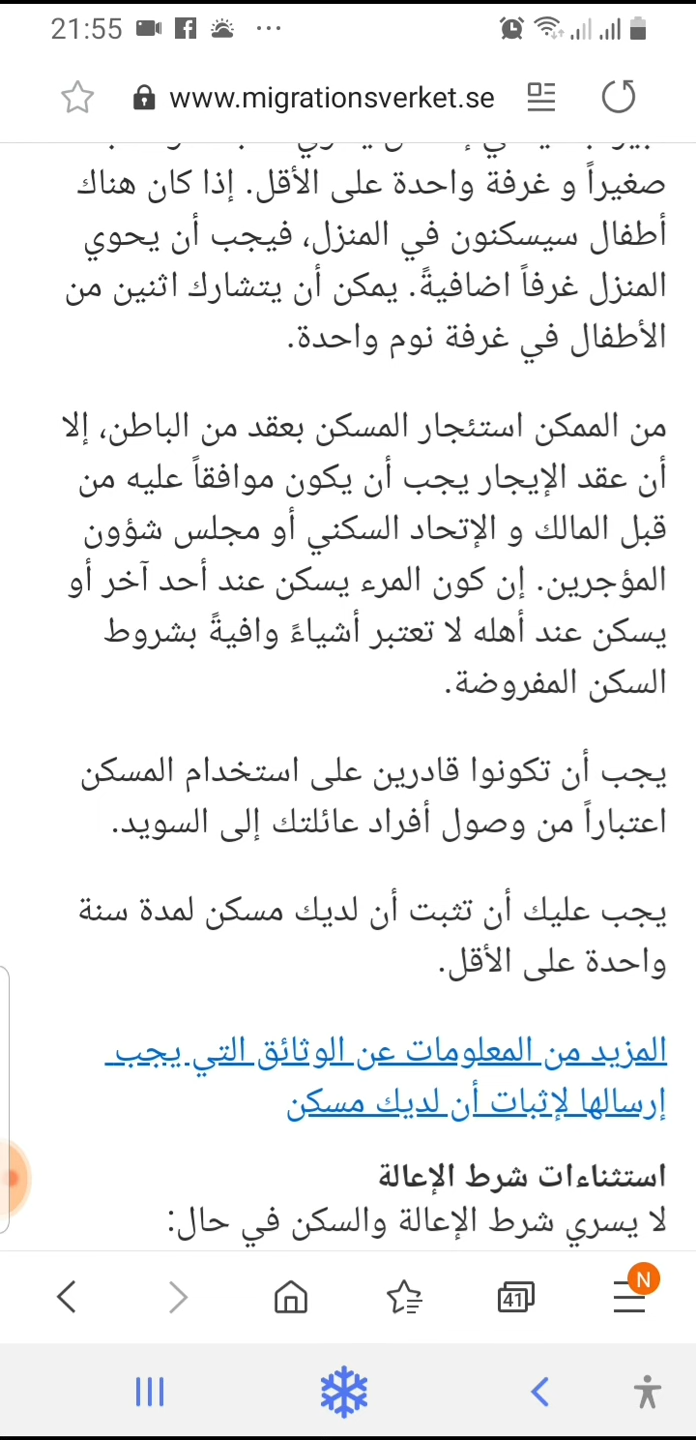 21:55
www.migrationsverket.se
صغيراً و غرفة واحدة على الأقل. إذا كان هناك
أطفال سيسكنون في المنزل، فيجب أن يحوي
المنزل غرفاً اضافيةً. يمكن أن يتشارك اثنين من
الأطفال في غرفة نوم واحدة.
من الممكن استئجار المسكن بعقد من الباطن، إلا
أن عقد الإيجار يجب أن يكون موافقاً عليه من
قبل المالك و الإتحاد السكني أو مجلس شؤون
المؤجرين. إن كون المرء يسكن عند أحد آخر أو
يسكن عند أهله لا تعتبر أشياءً وافيةً بشروط
السكن المفروضة.
يجب أن تكونوا قادرين على استخدام المسكن
اعتباراً من وصول أفراد عائلتك إلى السويد.
يجب عليك أن تثبت أن لديك مسكن لمدة سنة
واحدة على الأقل.
المزيد من المعلومات عن الوثائق التي يجب
إرسالها لإثبات أن لديك مسكن
استثناءات شرط الإعالة
لا يسري شرط الإعالة والسكن في حال:
41
N